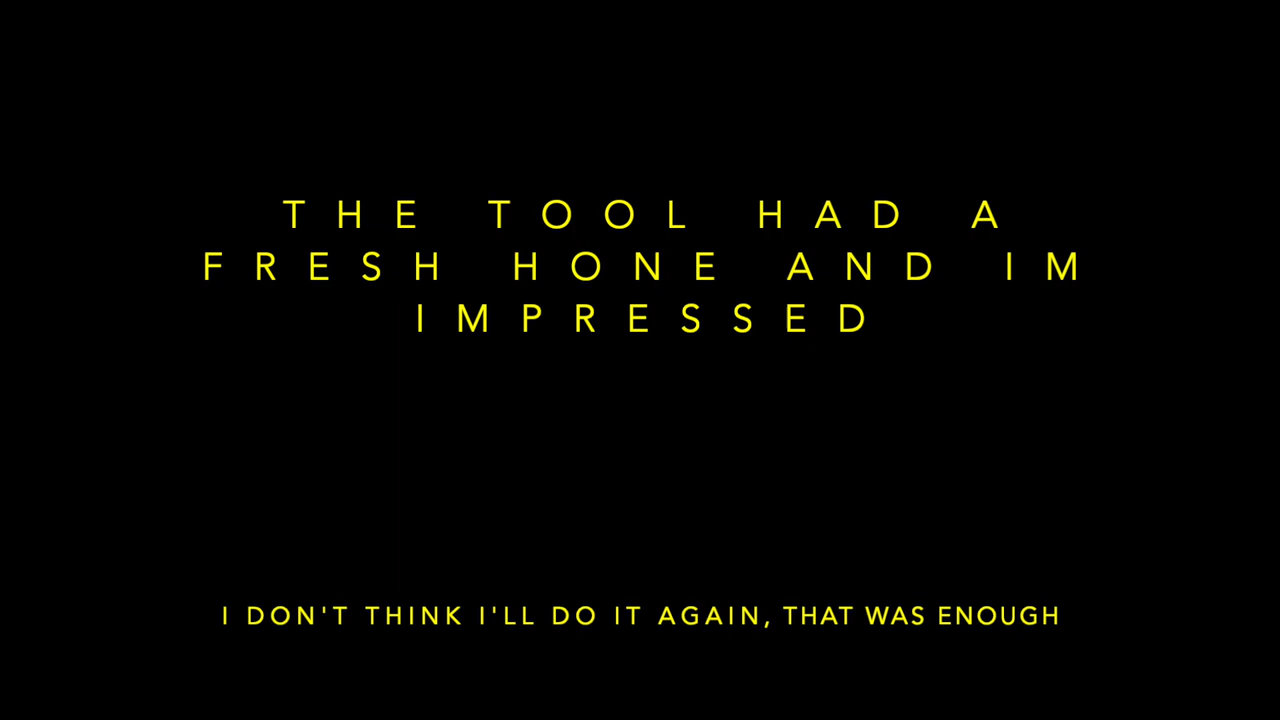 THE TOOL HAD A
FRESH HONE AND IM
IMPRESSED
I DON'T THINK I'LL DO IT AGAIN, THAT WAS ENOUGH